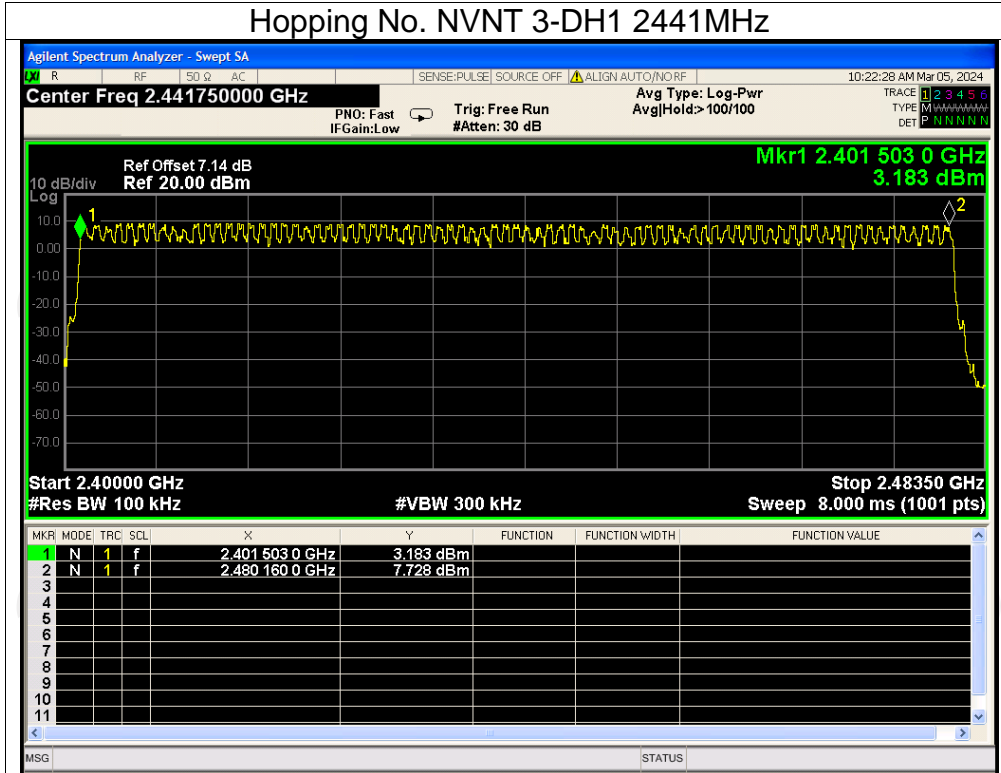 Hopping No. NVNT 3-DH1 2441MHz
Agilent Spectrum Analyzer - Swept SA
LXI R RF 50 Ω AC SENSE:PULSE SOURCE OFF ALIGN AUTO/NO RF 10:22:28 AM Mar 05, 2024
Center Freq 2.441750000 GHz
PNO: Fast
IFGain:Low
Trig: Free Run
#Atten: 30 dB
Avg Type: Log-Pwr
Avg|Hold:>100/100
TRACE 1 2 3 4 5 6
TYPE M
DET P N N N N N
Mkr1 2.401 503 0 GHz
3.183 dBm
Ref Offset 7.14 dB
10 dB/div Ref 20.00 dBm
Log
1
2
10.0
0.00
-10.0
-20.0
-30.0
-40.0
-50.0
-60.0
-70.0
Start 2.40000 GHz Stop 2.48350 GHz
#Res BW 100 kHz #VBW 300 kHz Sweep 8.000 ms (1001 pts)
MKR MODE TRC SCL X Y FUNCTION FUNCTION WIDTH FUNCTION VALUE
1 N 1 f 2.401 503 0 GHz 3.183 dBm
2 N 1 f 2.480 160 0 GHz 7.728 dBm
3
4
5
6
7
8
9
10
11
MSG STATUS